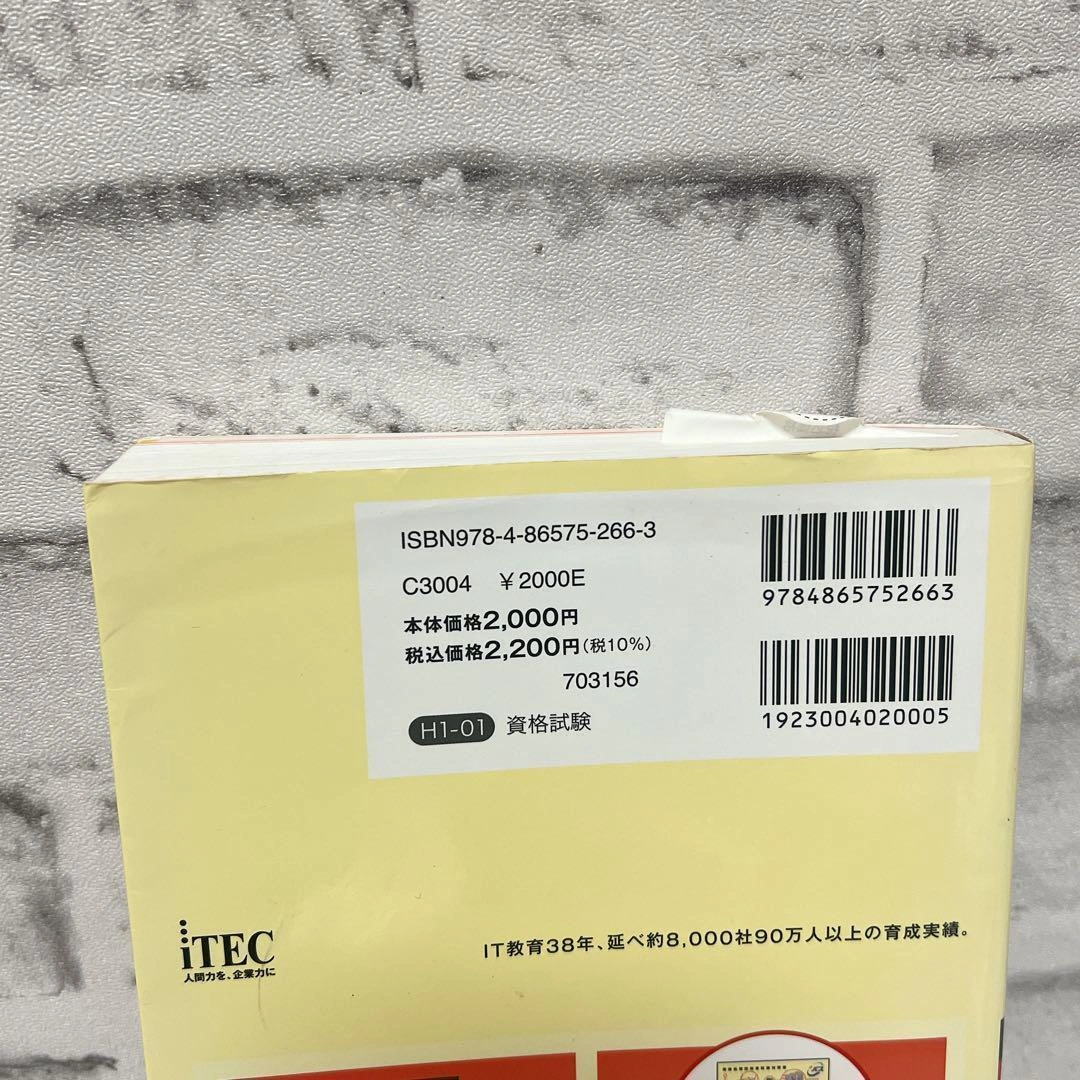 ISBN978-4-86575-266-3
C3004 ¥2000E
本体価格2,000円
税込価格2,200円(税10%)
703156
H1-01 資格試験
9784865752663
1923004020005
iTEC
人間力を、企業力に
IT教育38年、延べ約8,000社90万人以上の育成実績。